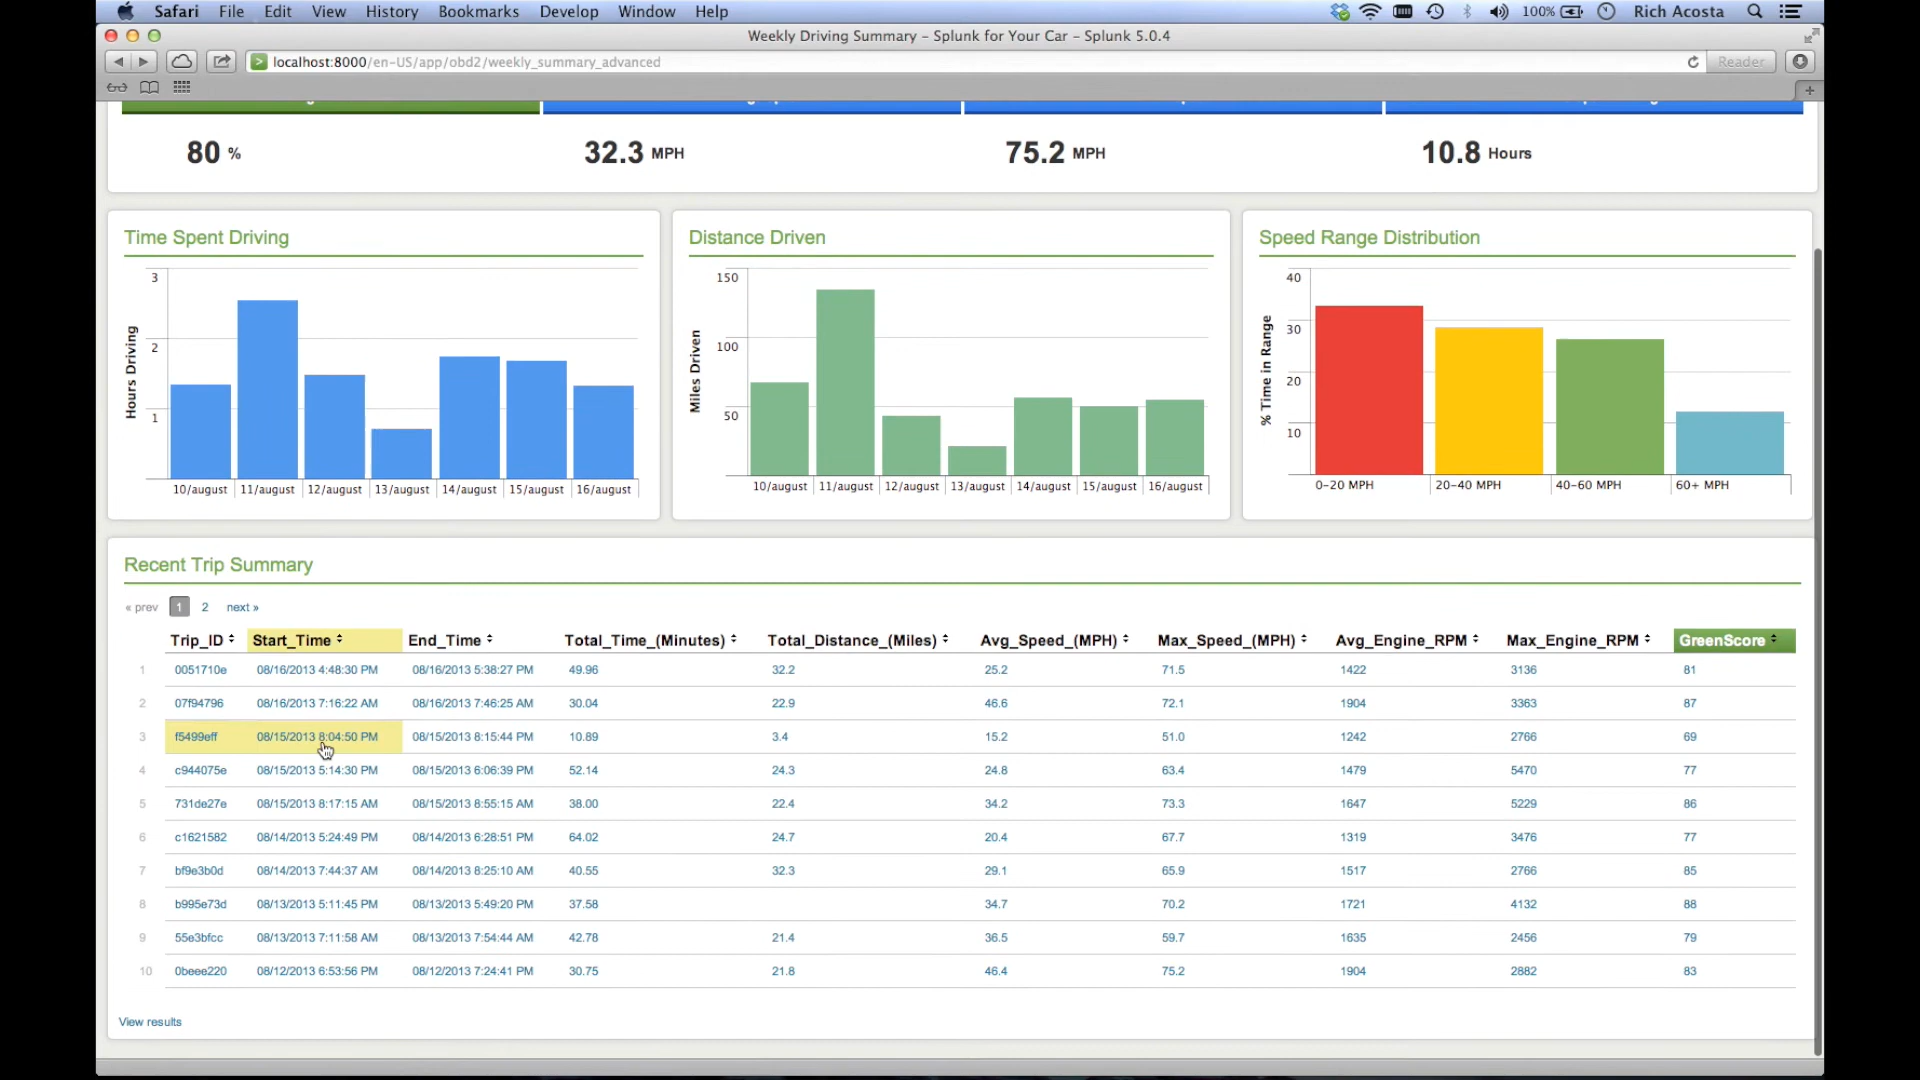 Safari File Edit View History Bookmarks Develop Window Help 100% Rich Acosta
Weekly Driving Summary – Splunk for Your Car – Splunk 5.0.4
localhost:8000/en-US/app/obd2/weekly_summary_advanced Reader
80 % 32.3 MPH 75.2 MPH 10.8 Hours
Time Spent Driving
Hours Driving
3
2
1
10/august 11/august 12/august 13/august 14/august 15/august 16/august
Distance Driven
Miles Driven
150
100
50
10/august 11/august 12/august 13/august 14/august 15/august 16/august
Speed Range Distribution
% Time in Range
40
30
20
10
0-20 MPH 20-40 MPH 40-60 MPH 60+ MPH
Recent Trip Summary
« prev 1 2 next »
Trip_ID Start_Time End_Time Total_Time_(Minutes) Total_Distance_(Miles) Avg_Speed_(MPH) Max_Speed_(MPH) Avg_Engine_RPM Max_Engine_RPM GreenScore
1 0051710e 08/16/2013 4:48:30 PM 08/16/2013 5:38:27 PM 49.96 32.2 25.2 71.5 1422 3136 81
2 07f94796 08/16/2013 7:16:22 AM 08/16/2013 7:46:25 AM 30.04 22.9 46.6 72.1 1904 3363 87
3 f5499eff 08/15/2013 8:04:50 PM 08/15/2013 8:15:44 PM 10.89 3.4 15.2 51.0 1242 2766 69
4 c944075e 08/15/2013 5:14:30 PM 08/15/2013 6:06:39 PM 52.14 24.3 24.8 63.4 1479 5470 77
5 731de27e 08/15/2013 8:17:15 AM 08/15/2013 8:55:15 AM 38.00 22.4 34.2 73.3 1647 5229 86
6 c1621582 08/14/2013 5:24:49 PM 08/14/2013 6:28:51 PM 64.02 24.7 20.4 67.7 1319 3476 77
7 bf9e3b0d 08/14/2013 7:44:37 AM 08/14/2013 8:25:10 AM 40.55 32.3 29.1 65.9 1517 2766 85
8 b995e73d 08/13/2013 5:11:45 PM 08/13/2013 5:49:20 PM 37.58 34.7 70.2 1721 4132 88
9 55e3bfcc 08/13/2013 7:11:58 AM 08/13/2013 7:54:44 AM 42.78 21.4 36.5 59.7 1635 2456 79
10 0beee220 08/12/2013 6:53:56 PM 08/12/2013 7:24:41 PM 30.75 21.8 46.4 75.2 1904 2882 83
View results